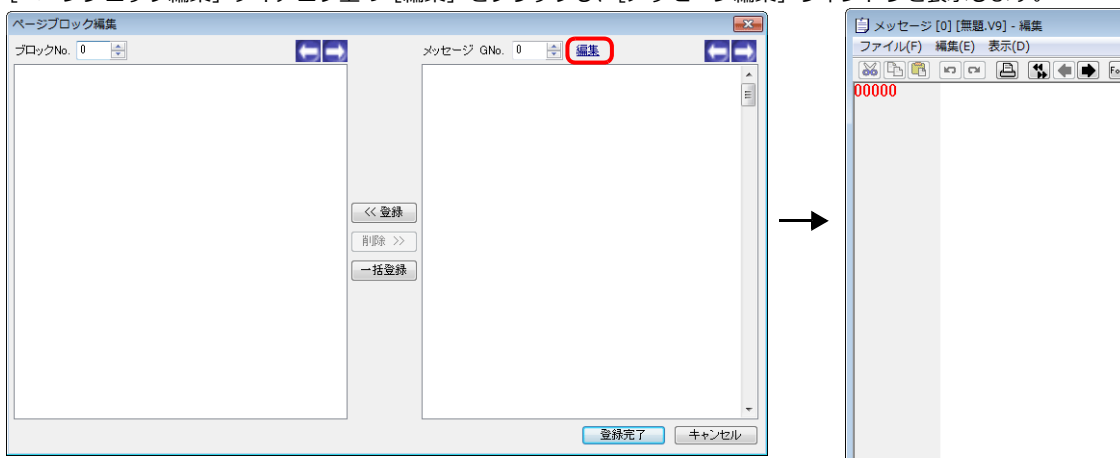 ページブロック編集
ブロックNo. 0
メッセージ GNo. 0 編集
<< 登録
削除 >>
一括登録
登録完了 キャンセル
メッセージ [0] [無題.V9] - 編集
ファイル(F) 編集(E) 表示(D)
00000